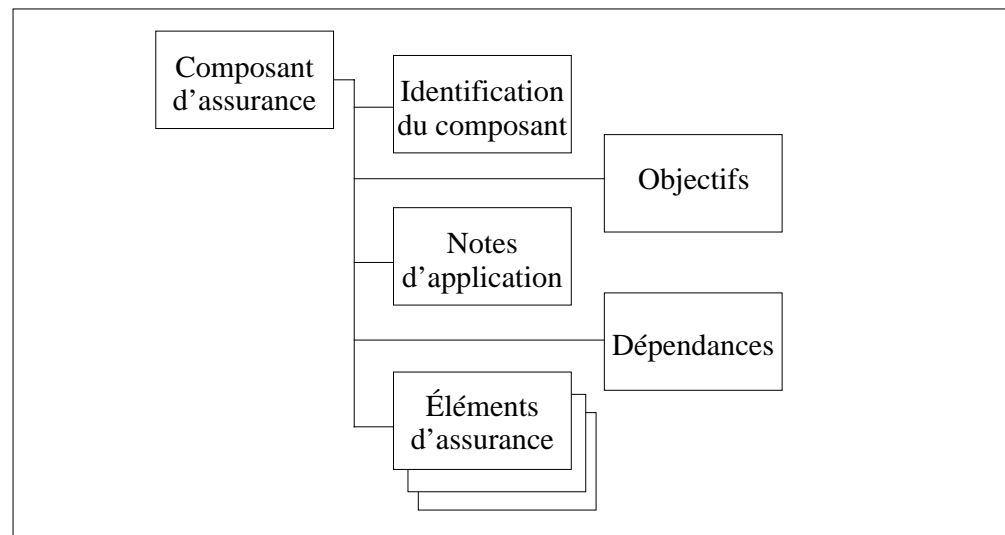 Composant
d’assurance
Identification
du composant
Objectifs
Notes
d’application
Dépendances
Éléments
d’assurance